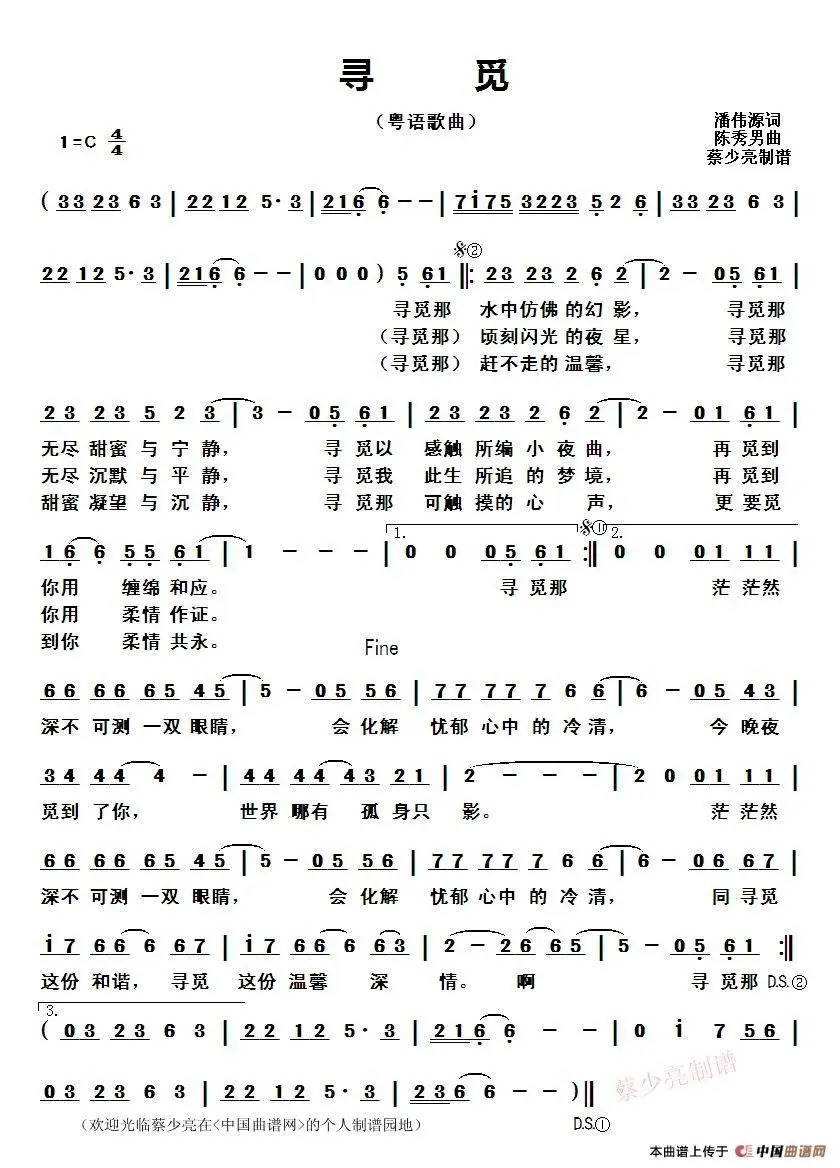 寻 觅
（粤语歌曲）
1=C 4/4
潘伟源词
陈秀男曲
蔡少亮制谱
( 33 23 6 3 | 22 12 5· 3 | 2 1 6 6 - - | 7 i 7 5 3 2 2 3 5 2 6 | 33 23 6 3 |
22 12 5· 3 | 2 1 6 6 - - | 0 0 0 ) 5 61 𝄋② ‖: 23 23 2 6 2 | 2 - 05 61 |
寻觅那 水中仿佛的幻 影， 寻觅那
（寻觅那）顷刻闪光的夜 星， 寻觅那
（寻觅那）赶不走的温馨， 寻觅那
23 23 5 2 3 | 3 - 05 61 | 23 23 2 6 2 | 2 - 01 61 |
无尽 甜蜜 与 宁 静， 寻 觅以 感触 所编 小 夜 曲， 再 觅到
无尽 沉默 与 平 静， 寻 觅我 此生 所追 的 梦 境， 再 觅到
甜蜜 凝望 与 沉 静， 寻 觅那 可触 摸的 心 声， 更 要觅
1. 𝄋① 2.
16 6 55 61 | 1 - - - | 0 0 05 61 :‖ 0 0 01 11 |
你用 缠绵 和应。 寻 觅那 茫 茫然
你用 柔情 作证。
到你 柔情 共永。
Fine
66 66 65 45 | 5 - 05 56 | 77 77 76 6 | 6 - 05 43 |
深不 可测 一双 眼睛， 会 化解 忧郁 心中 的 冷 清， 今 晚夜
34 44 4 - | 44 44 43 21 | 2 - - - | 2 0 01 11 |
觅到 了你， 世界 哪有 孤 身只 影。 茫 茫然
66 66 65 45 | 5 - 05 56 | 77 77 76 6 | 6 - 06 67 |
深不 可测 一双 眼睛， 会 化解 忧郁 心中 的 冷 清， 同 寻觅
i7 66 6 67 | i7 66 6 63 | 2 - 26 65 | 5 - 05 61 :‖
这份 和谐， 寻觅 这份 温馨 深 情。 啊 寻 觅那 D.S.②
3.
( 03 23 6 3 | 22 12 5· 3 | 2 1 6 6 - - | 0 i 7 56 |
03 23 6 3 | 22 12 5· 3 | 2 3 6 6 - - )‖
蔡少亮制谱
（欢迎光临蔡少亮在<中国曲谱网>的个人制谱园地） D.S.①
本曲谱上传于 中国曲谱网